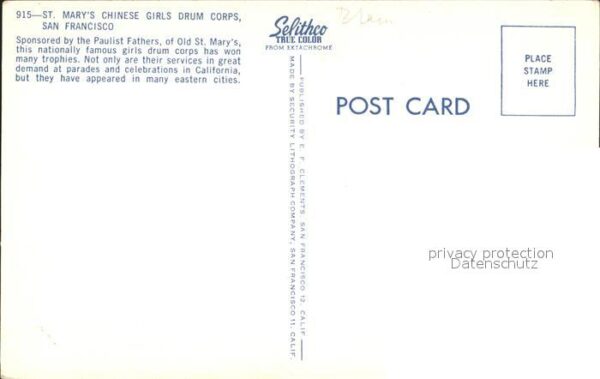 915—ST. MARY'S CHINESE GIRLS DRUM CORPS,
SAN FRANCISCO
Sponsored by the Paulist Fathers, of Old St. Mary's,
this nationally famous girls drum corps has won
many trophies. Not only are their services in great
demand at parades and celebrations in California,
but they have appeared in many eastern cities.
Selithco
TRUE COLOR
FROM EKTACHROME
PUBLISHED BY E. F. CLEMENTS, SAN FRANCISCO 12, CALIF.
MADE BY SECURITY LITHOGRAPH COMPANY, SAN FRANCISCO 11, CALIF.
POST CARD
PLACE
STAMP
HERE
privacy protection
Datenschutz